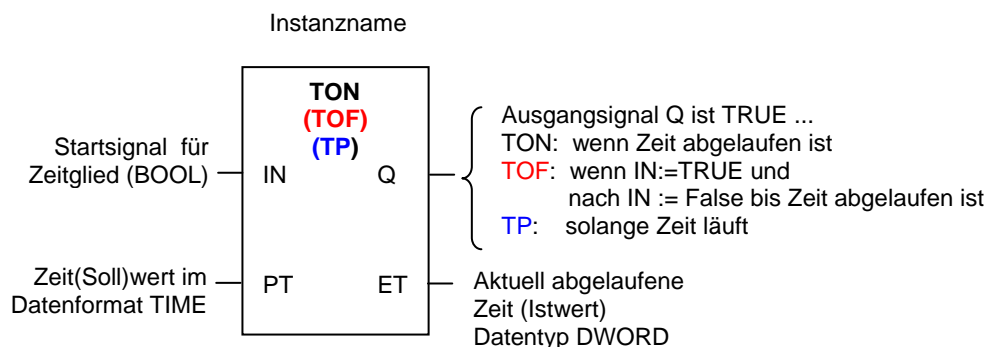 Instanzname
TON
(TOF)
(TP)
Startsignal für
Zeitglied (BOOL)
IN
Q
Ausgangsignal Q ist TRUE ...
TON: wenn Zeit abgelaufen ist
TOF: wenn IN:=TRUE und
nach IN := False bis Zeit abgelaufen ist
TP: solange Zeit läuft
Zeit(Soll)wert im
Datenformat TIME
PT
ET
Aktuell abgelaufene
Zeit (Istwert)
Datentyp DWORD